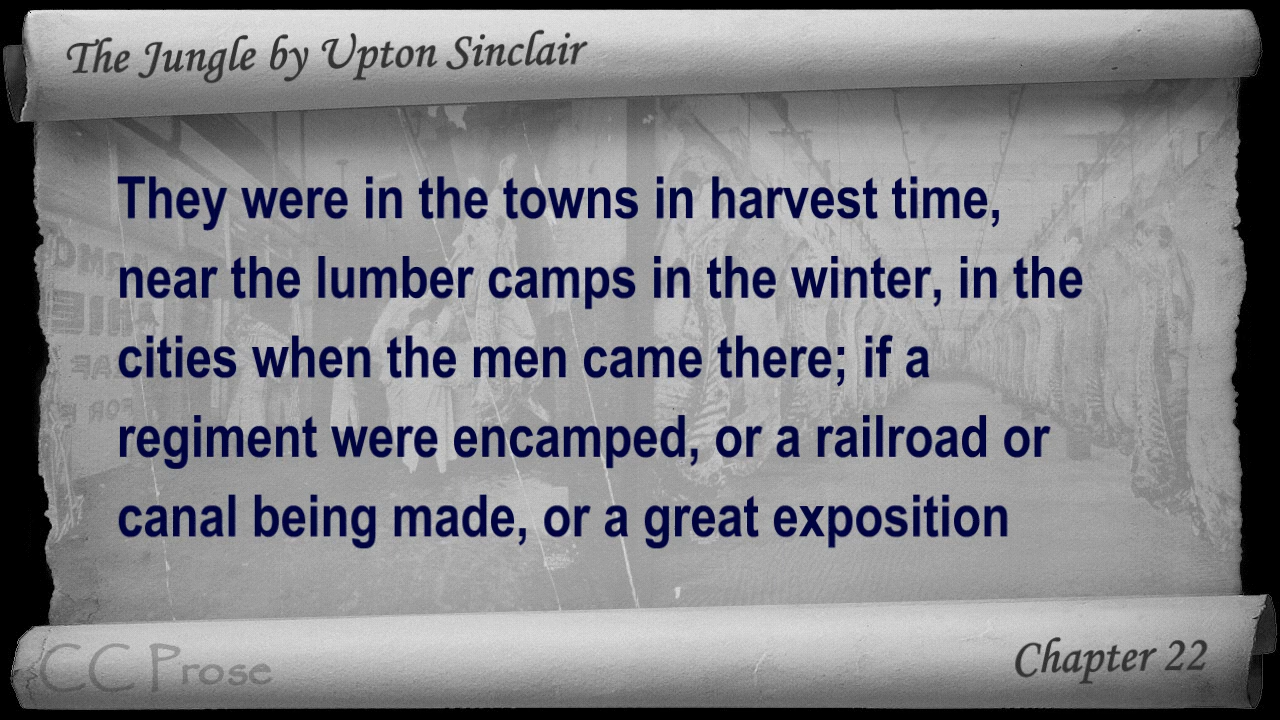 The Jungle by Upton Sinclair
They were in the towns in harvest time,
near the lumber camps in the winter, in the
cities when the men came there; if a
regiment were encamped, or a railroad or
canal being made, or a great exposition
CC Prose
Chapter 22